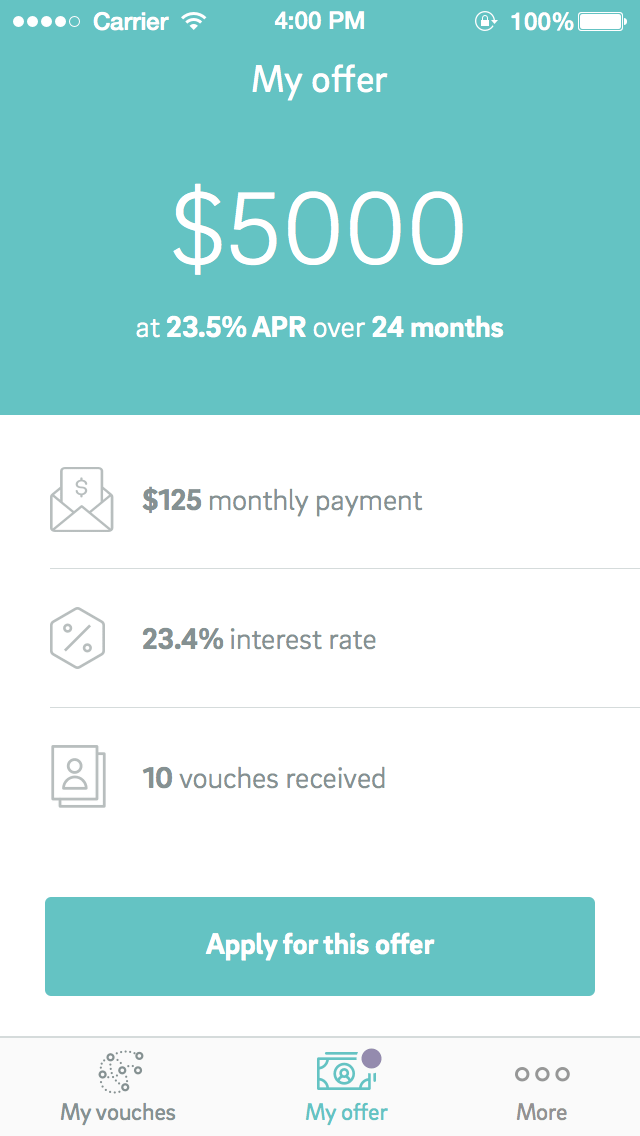 Carrier 4:00 PM 100%
My offer
$5000
at 23.5% APR over 24 months
$
$125 monthly payment
23.4% interest rate
10 vouches received
Apply for this offer
My vouches My offer More